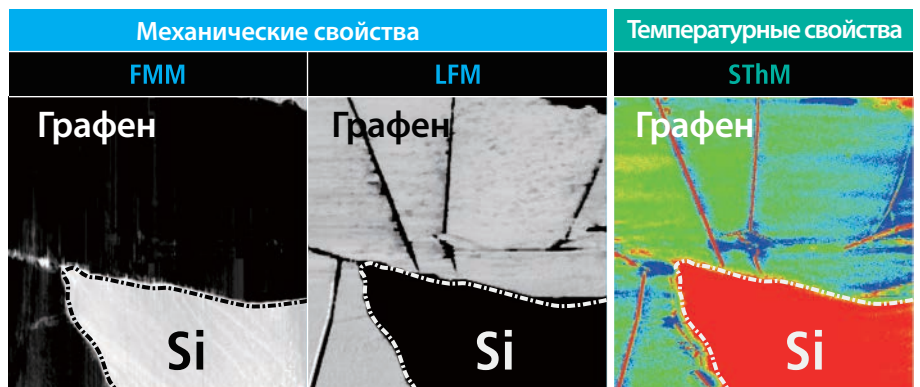 Механические свойства
Температурные свойства
FMM
LFM
SThM
Графен
Графен
Графен
Si
Si
Si